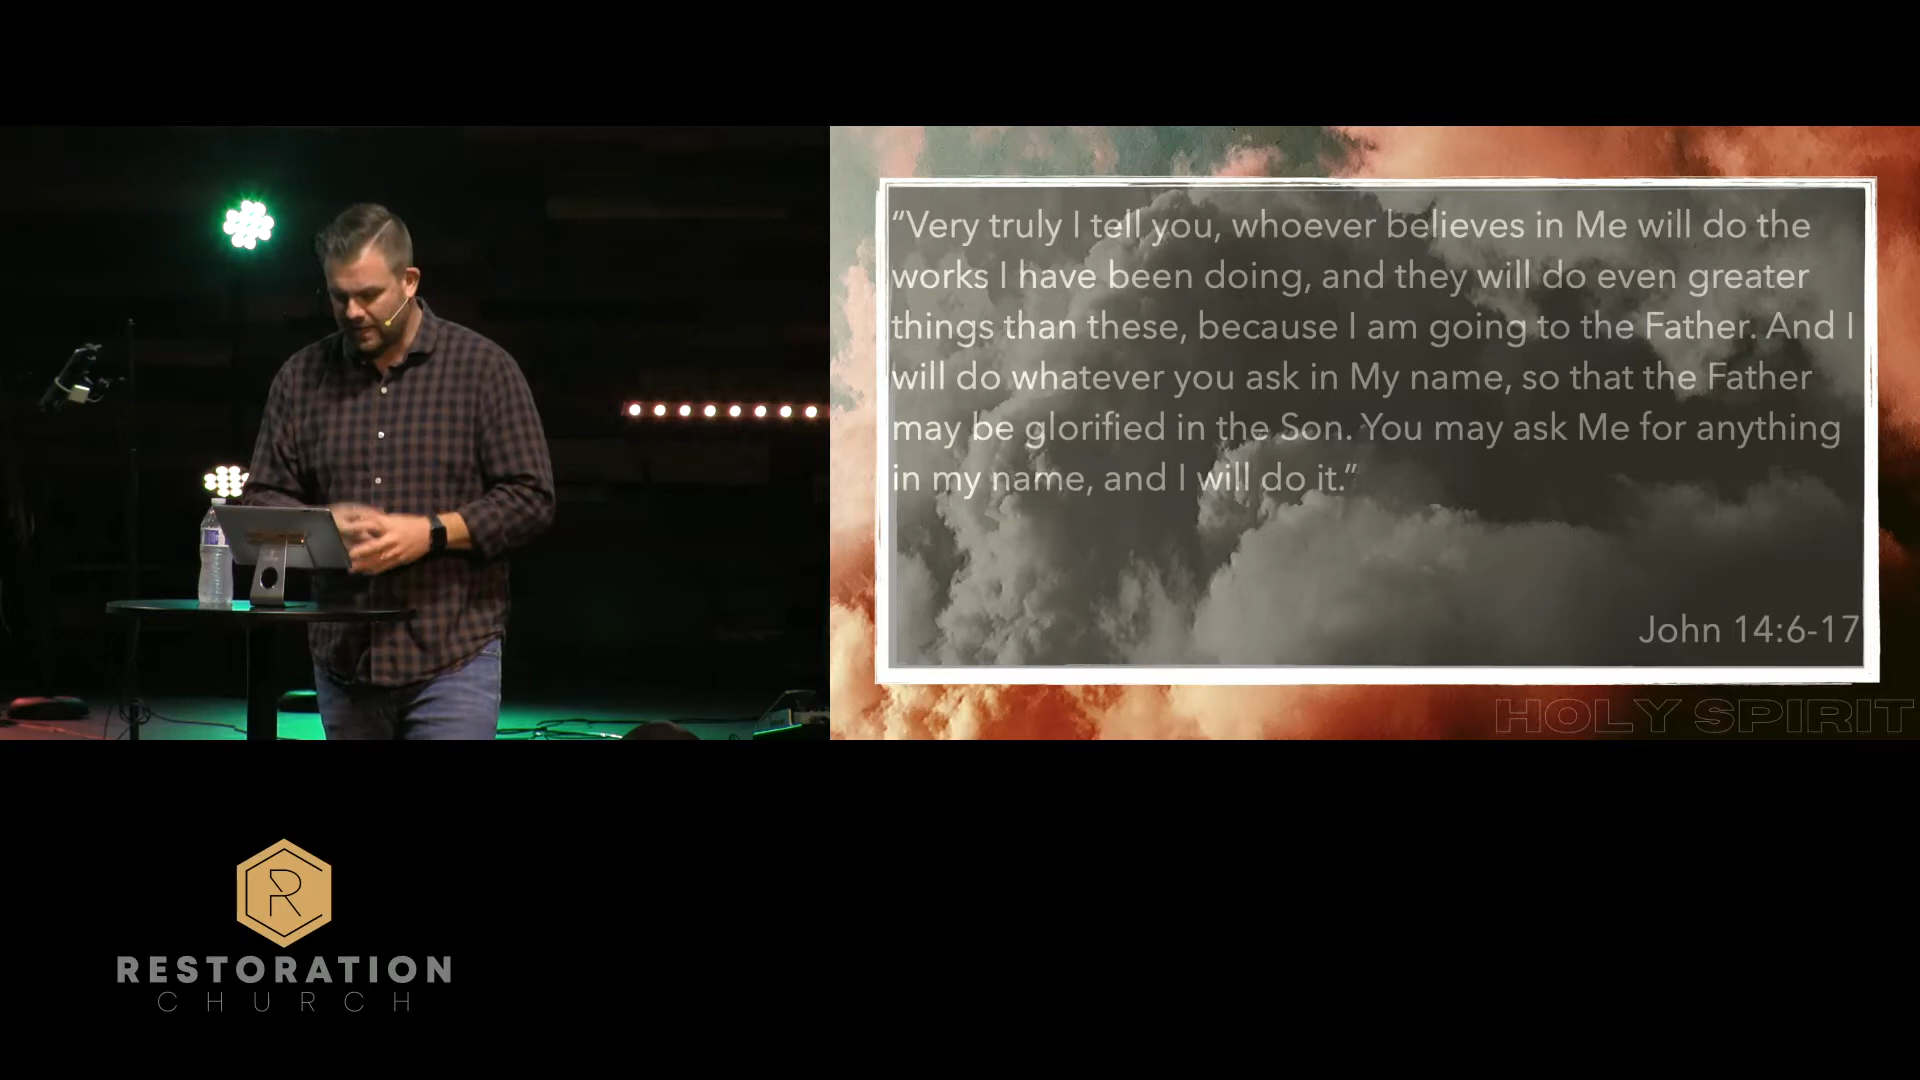 “Very truly I tell you, whoever believes in Me will do the
works I have been doing, and they will do even greater
things than these, because I am going to the Father. And I
will do whatever you ask in My name, so that the Father
may be glorified in the Son. You may ask Me for anything
in my name, and I will do it.”
John 14:6-17
HOLY SPIRIT
R
RESTORATION
CHURCH